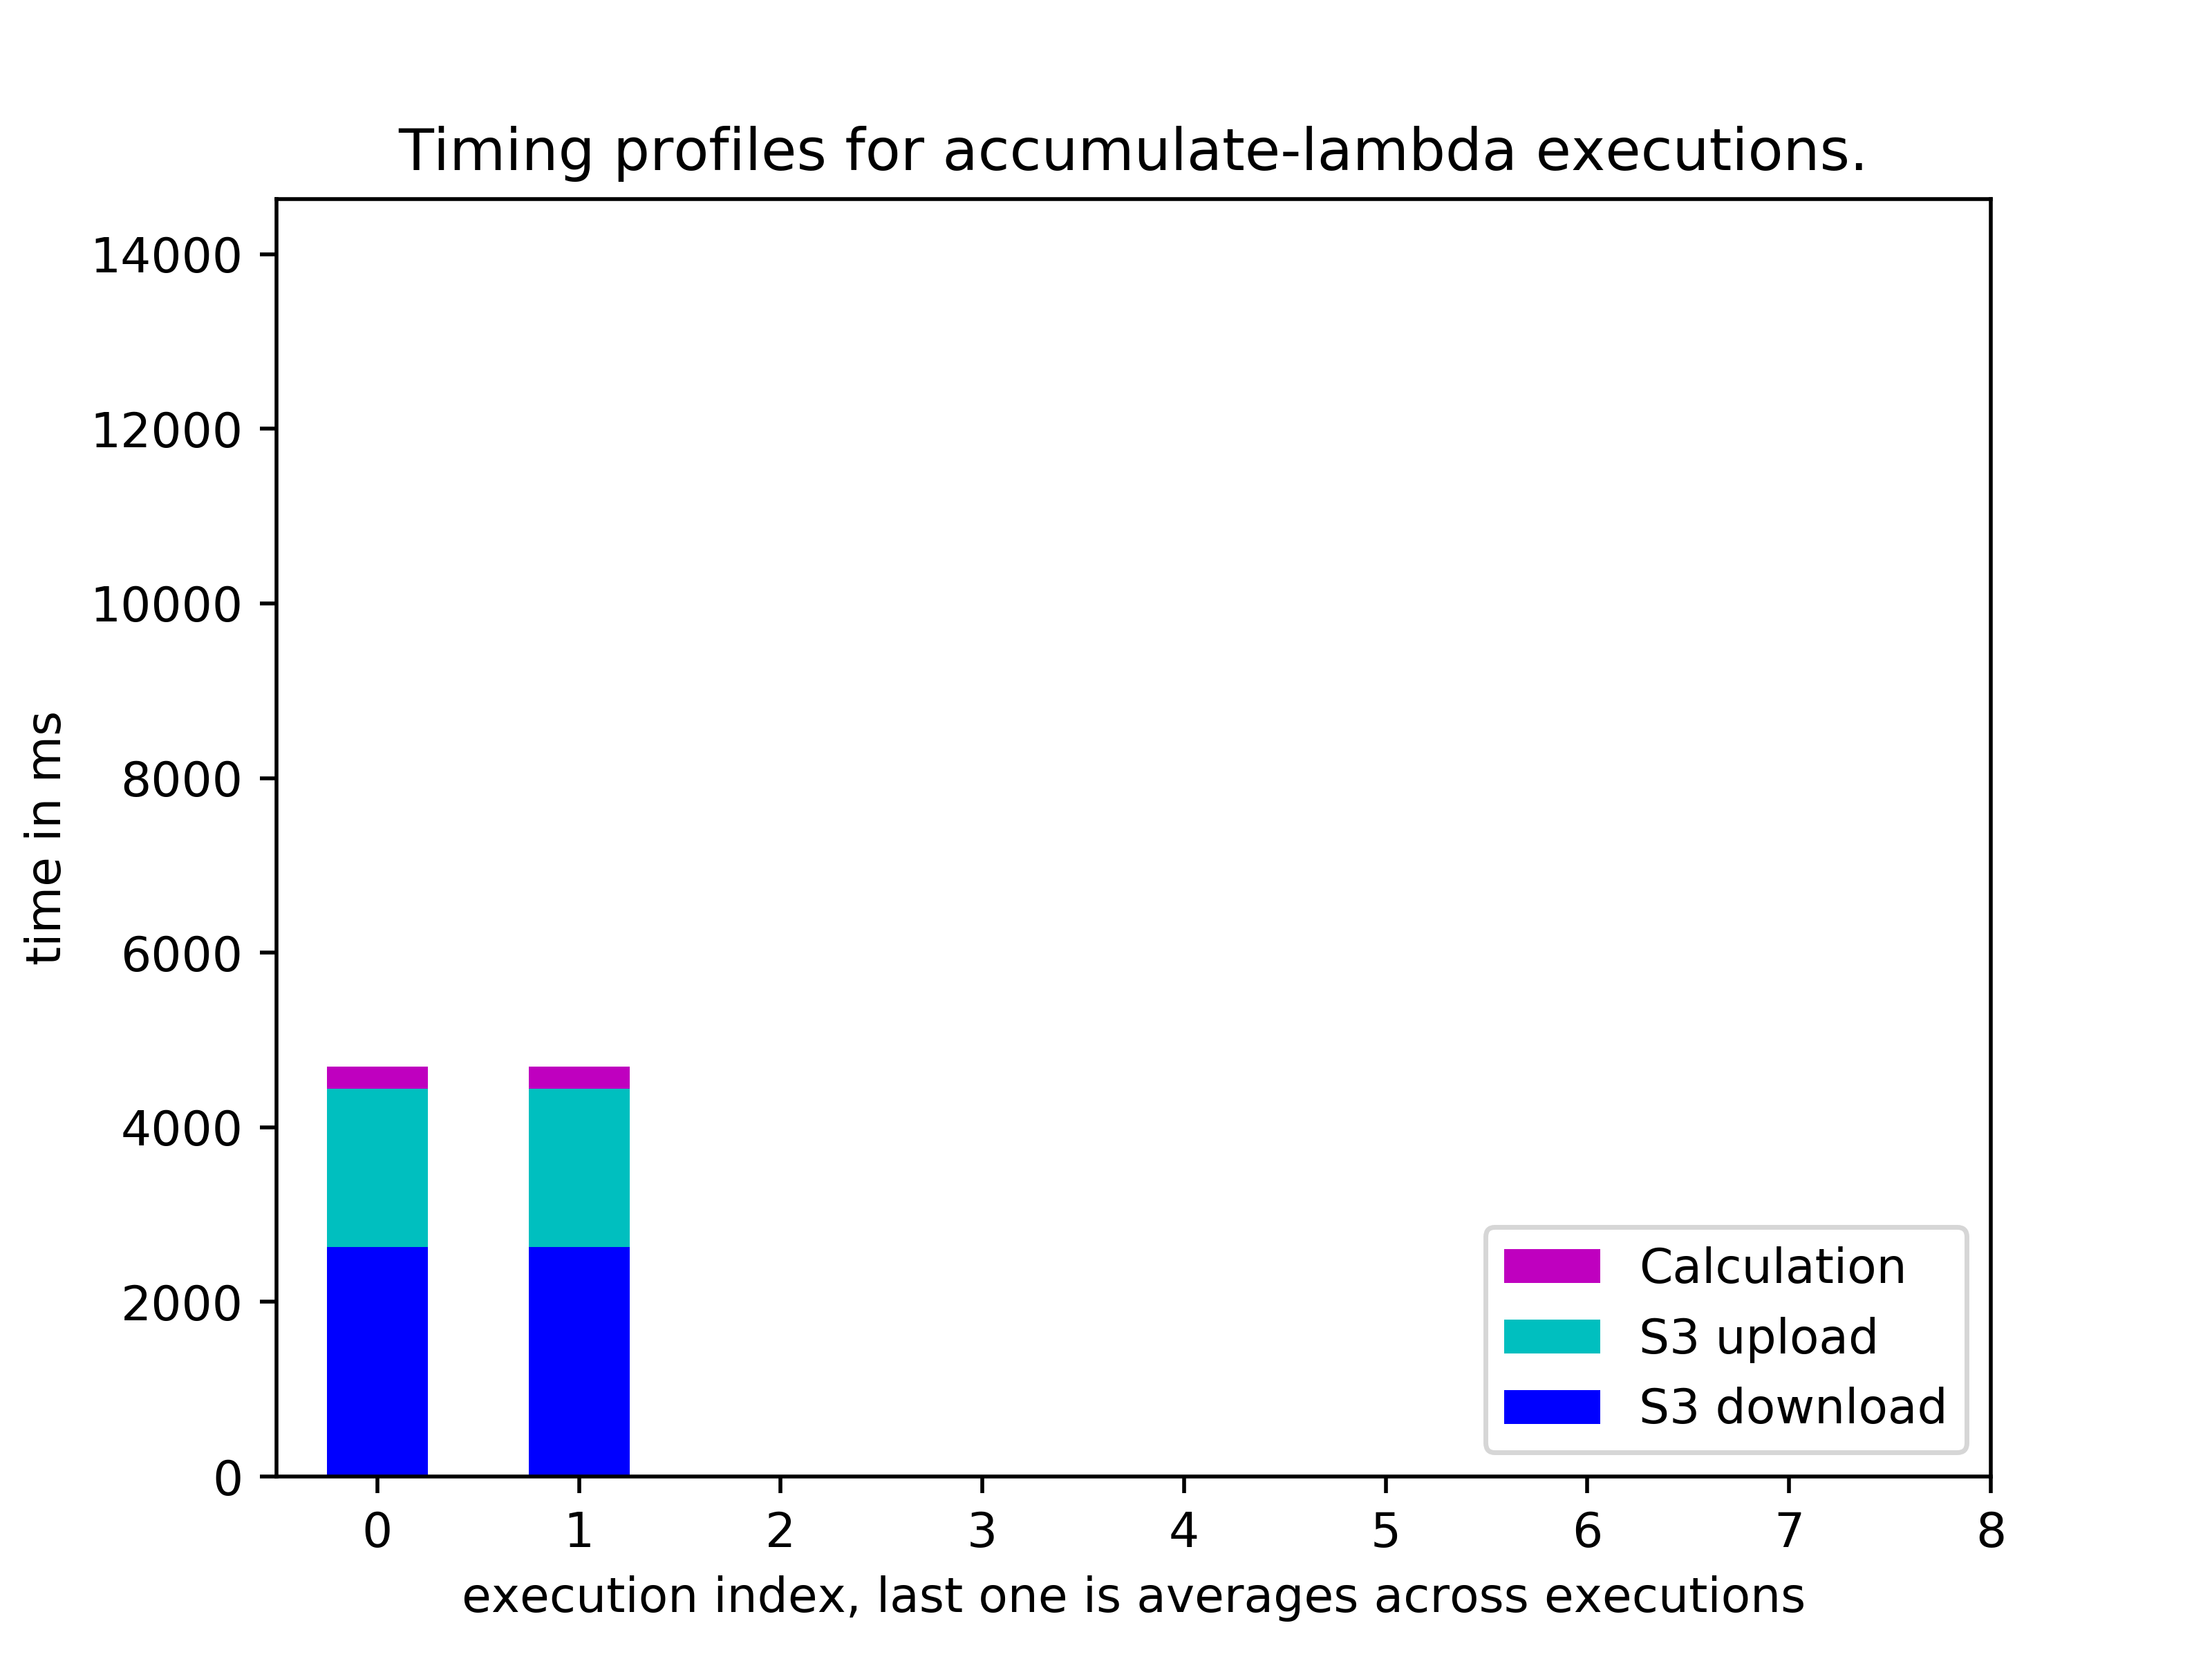 Timing profiles for accumulate-lambda executions.
14000
12000
10000
8000
6000
4000
2000
0
time in ms
Calculation
S3 upload
S3 download
0 1 2 3 4 5 6 7 8
execution index, last one is averages across executions